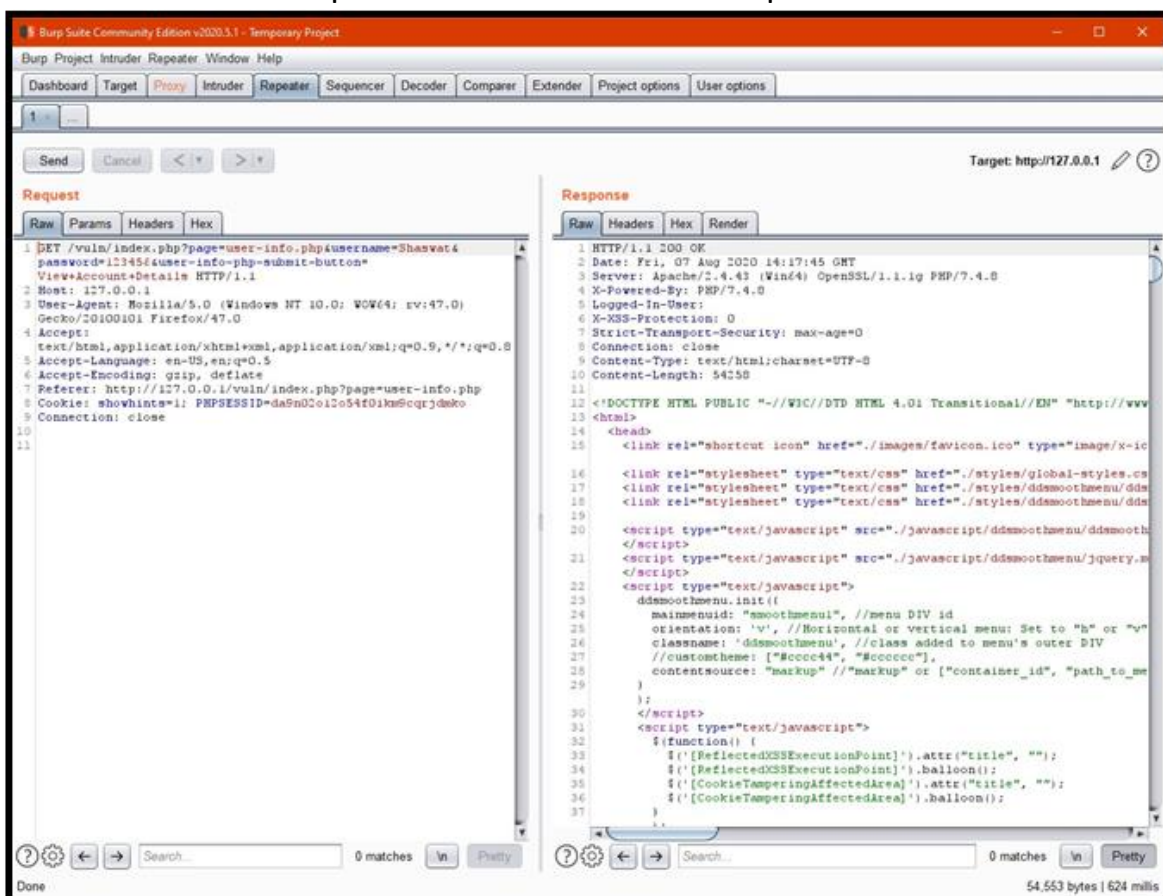 Burp Suite Community Edition v2020.5.1 - Temporary Project
Burp Project Intruder Repeater Window Help
Dashboard Target Proxy Intruder Repeater Sequencer Decoder Comparer Extender Project options User options
1 × ...
Send Cancel < > Target: http://127.0.0.1
Request
Raw Params Headers Hex
1 GET /vuln/index.php?page=user-info.php&username=Shaswat&
password=123456&user-info-php-submit-button=
View+Account+Details HTTP/1.1
2 Host: 127.0.0.1
3 User-Agent: Mozilla/5.0 (Windows NT 10.0; WOW64; rv:47.0)
Gecko/20100101 Firefox/47.0
4 Accept:
text/html,application/xhtml+xml,application/xml;q=0.9,*/*;q=0.8
5 Accept-Language: en-US,en;q=0.5
6 Accept-Encoding: gzip, deflate
7 Referer: http://127.0.0.1/vuln/index.php?page=user-info.php
8 Cookie: showhints=1; PHPSESSID=
9 Connection: close
10
11
Search... 0 matches \n Pretty
Response
Raw Headers Hex Render
1 HTTP/1.1 200 OK
2 Date: Fri, 07 Aug 2020 14:17:45 GMT
3 Server: Apache/2.4.43 (Win64) OpenSSL/1.1.1g PHP/7.4.8
4 X-Powered-By: PHP/7.4.8
5 Logged-In-User:
6 X-XSS-Protection: 0
7 Strict-Transport-Security: max-age=0
8 Connection: close
9 Content-Type: text/html;charset=UTF-8
10 Content-Length: 54258
11
12 <!DOCTYPE HTML PUBLIC "-//W3C//DTD HTML 4.01 Transitional//EN" "http://www
13 <html>
14 <head>
15 <link rel="shortcut icon" href="./images/favicon.ico" type="image/x-ic
16 <link rel="stylesheet" type="text/css" href="./styles/global-styles.cs
17 <link rel="stylesheet" type="text/css" href="./styles/ddsmoothmenu/dds
18 <link rel="stylesheet" type="text/css" href="./styles/ddsmoothmenu/dds
19
20 <script type="text/javascript" src="./javascript/ddsmoothmenu/ddsmooth
</script>
21 <script type="text/javascript" src="./javascript/ddsmoothmenu/jquery.m
</script>
22 <script type="text/javascript">
23 ddsmoothmenu.init({
24 mainmenuid: "smoothmenu1", //menu DIV id
25 orientation: 'v', //Horizontal or vertical menu: Set to "h" or "v"
26 classname: 'ddsmoothmenu', //class added to menu's outer DIV
27 //customtheme: ["#cccc44", "#cccccc"],
28 contentsource: "markup" //"markup" or ["container_id", "path_to_me
29 }
);
30 </script>
31 <script type="text/javascript">
32 $(function() {
33 $('[ReflectedXSSExecutionPoint]').attr("title", "");
34 $('[ReflectedXSSExecutionPoint]').balloon();
35 $('[CookieTamperingAffectedArea]').attr("title", "");
36 $('[CookieTamperingAffectedArea]').balloon();
37 }
Search... 0 matches \n Pretty
Done 54,553 bytes | 624 millis